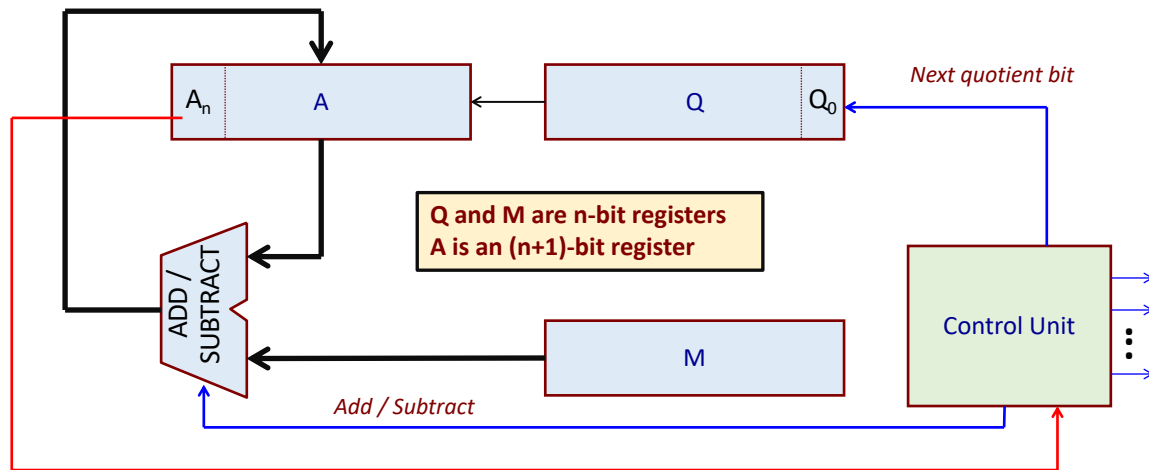 Next quotient bit
Aₙ
A
Q
Q₀
Q and M are n-bit registers
A is an (n+1)-bit register
ADD /
SUBTRACT
Control Unit
M
Add / Subtract